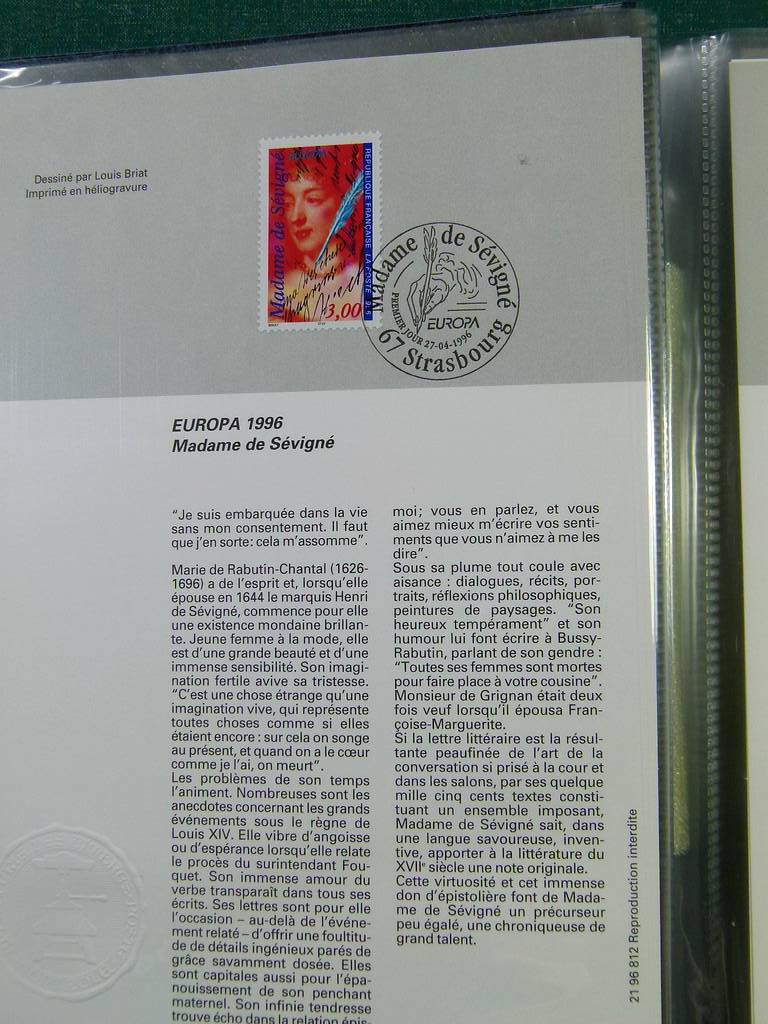 Dessiné par Louis Briat
Imprimé en héliogravure
Madame de Sévigné
RÉPUBLIQUE FRANÇAISE LA POSTE
3,00
Madame de Sévigné
PREMIER JOUR 27-04-1996
EUROPA
67 Strasbourg
EUROPA 1996
Madame de Sévigné
“Je suis embarquée dans la vie
sans mon consentement. Il faut
que j'en sorte: cela m'assomme”.
Marie de Rabutin-Chantal (1626-
1696) a de l'esprit et, lorsqu'elle
épouse en 1644 le marquis Henri
de Sévigné, commence pour elle
une existence mondaine brillan-
te. Jeune femme à la mode, elle
est d'une grande beauté et d'une
immense sensibilité. Son imagi-
nation fertile avive sa tristesse.
“C'est une chose étrange qu'une
imagination vive, qui représente
toutes choses comme si elles
étaient encore : sur cela on songe
au présent, et quand on a le cœur
comme je l'ai, on meurt”.
Les problèmes de son temps
l'animent. Nombreuses sont les
anecdotes concernant les grands
événements sous le règne de
Louis XIV. Elle vibre d'angoisse
ou d'espérance lorsqu'elle relate
le procès du surintendant Fou-
quet. Son immense amour du
verbe transparaît dans tous ses
écrits. Ses lettres sont pour elle
l'occasion – au-delà de l'événe-
ment relaté – d'offrir une foultitu-
de de détails ingénieux parés de
grâce savamment dosée. Elles
sont capitales aussi pour l'épa-
nouissement de son penchant
maternel. Son infinie tendresse
trouve écho dans la relation épis-
moi; vous en parlez, et vous
aimez mieux m'écrire vos senti-
ments que vous n'aimez à me les
dire”.
Sous sa plume tout coule avec
aisance : dialogues, récits, por-
traits, réflexions philosophiques,
peintures de paysages. “Son
heureux tempérament” et son
humour lui font écrire à Bussy-
Rabutin, parlant de son gendre :
“Toutes ses femmes sont mortes
pour faire place à votre cousine”.
Monsieur de Grignan était deux
fois veuf lorsqu'il épousa Fran-
çoise-Marguerite.
Si la lettre littéraire est la résul-
tante peaufinée de l'art de la
conversation si prisé à la cour et
dans les salons, par ses quelque
mille cinq cents textes consti-
tuant un ensemble imposant,
Madame de Sévigné sait, dans
une langue savoureuse, inven-
tive, apporter à la littérature du
XVIIe siècle une note originale.
Cette virtuosité et cet immense
don d'épistolière font de Mada-
me de Sévigné un précurseur
peu égalé, une chroniqueuse de
grand talent.
21 96 812 Reproduction interdite